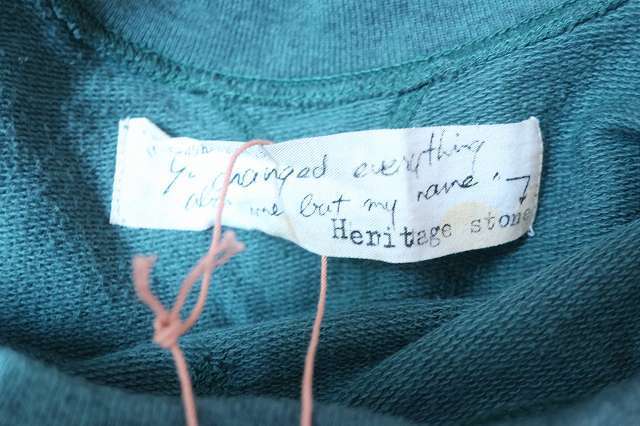 changed everything
me but my name."
Heritage stone